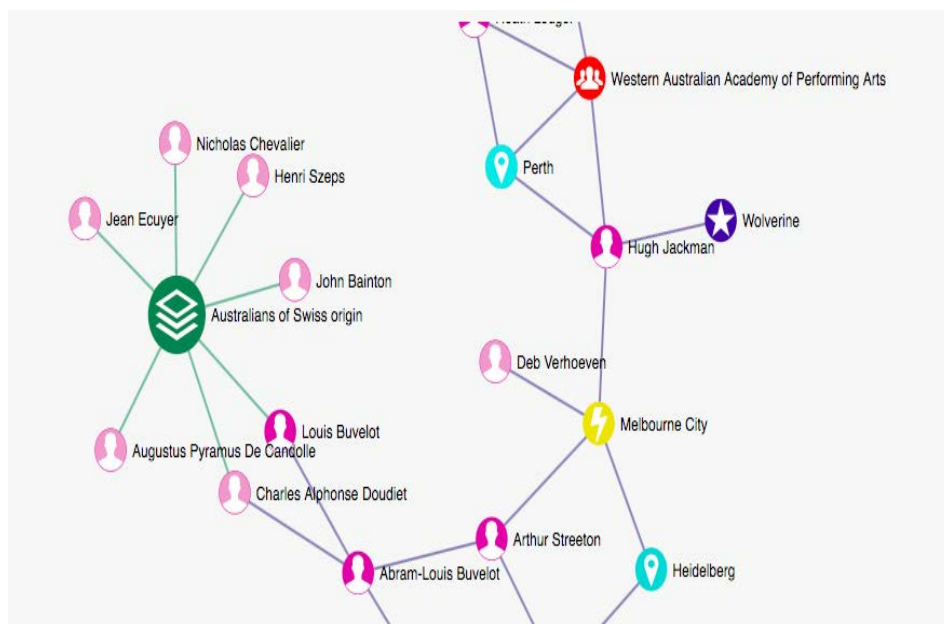 Western Australian Academy of Performing Arts
Nicholas Chevalier
Henri Szeps
Perth
Jean Ecuyer
Wolverine
Hugh Jackman
John Bainton
Australians of Swiss origin
Deb Verhoeven
Melbourne City
Louis Buvelot
Augustus Pyramus De Candolle
Charles Alphonse Doudiet
Arthur Streeton
Abram-Louis Buvelot
Heidelberg